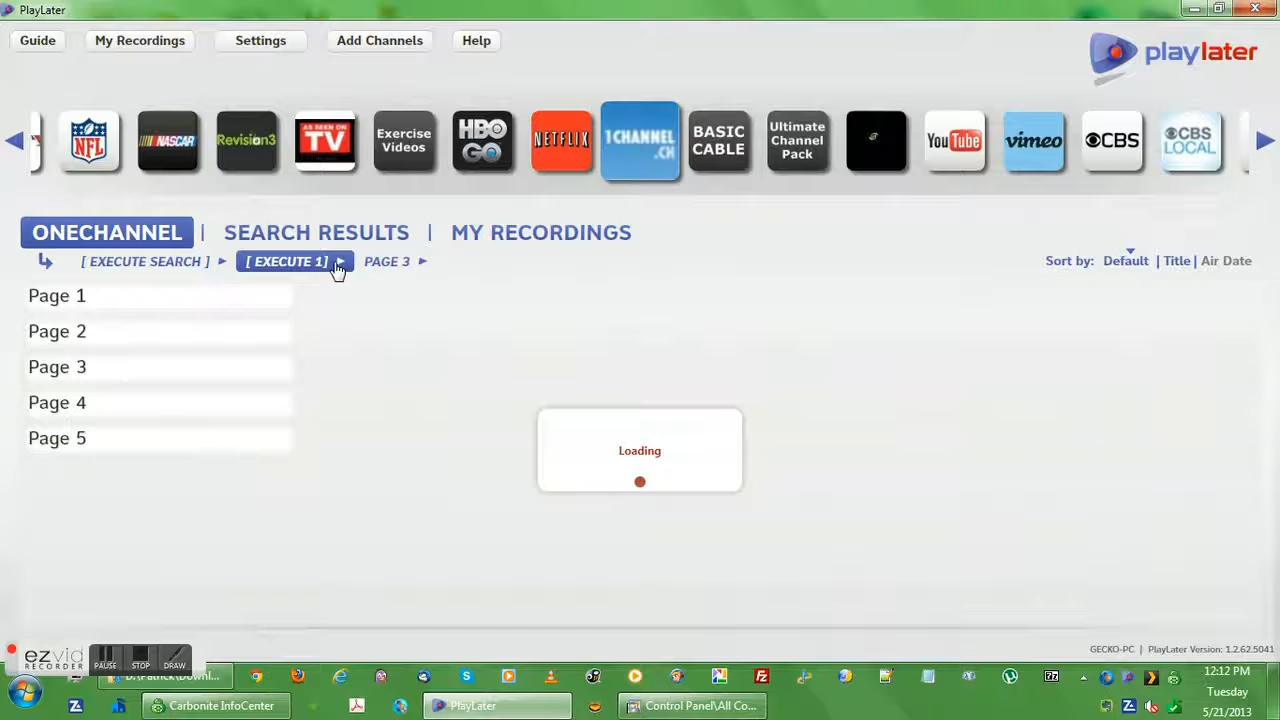 PlayLater
Guide My Recordings Settings Add Channels Help
playlater
NFL NASCAR Revision3 AS SEEN ON TV Exercise Videos HBO GO NETFLIX 1CHANNEL.CH BASIC CABLE Ultimate Channel Pack YouTube vimeo CBS CBS LOCAL
ONECHANNEL | SEARCH RESULTS | MY RECORDINGS
[ EXECUTE SEARCH ] [ EXECUTE 1] PAGE 3 Sort by: Default | Title | Air Date
Page 1
Page 2
Page 3
Page 4
Page 5
Loading
ezvid RECORDER PAUSE STOP DRAW
GECKO-PC | PlayLater Version: 1.2.62.5041
D:\Patrick\Downl...
12:12 PM
Tuesday
5/21/2013
Carbonite InfoCenter PlayLater Control Panel\All Co...